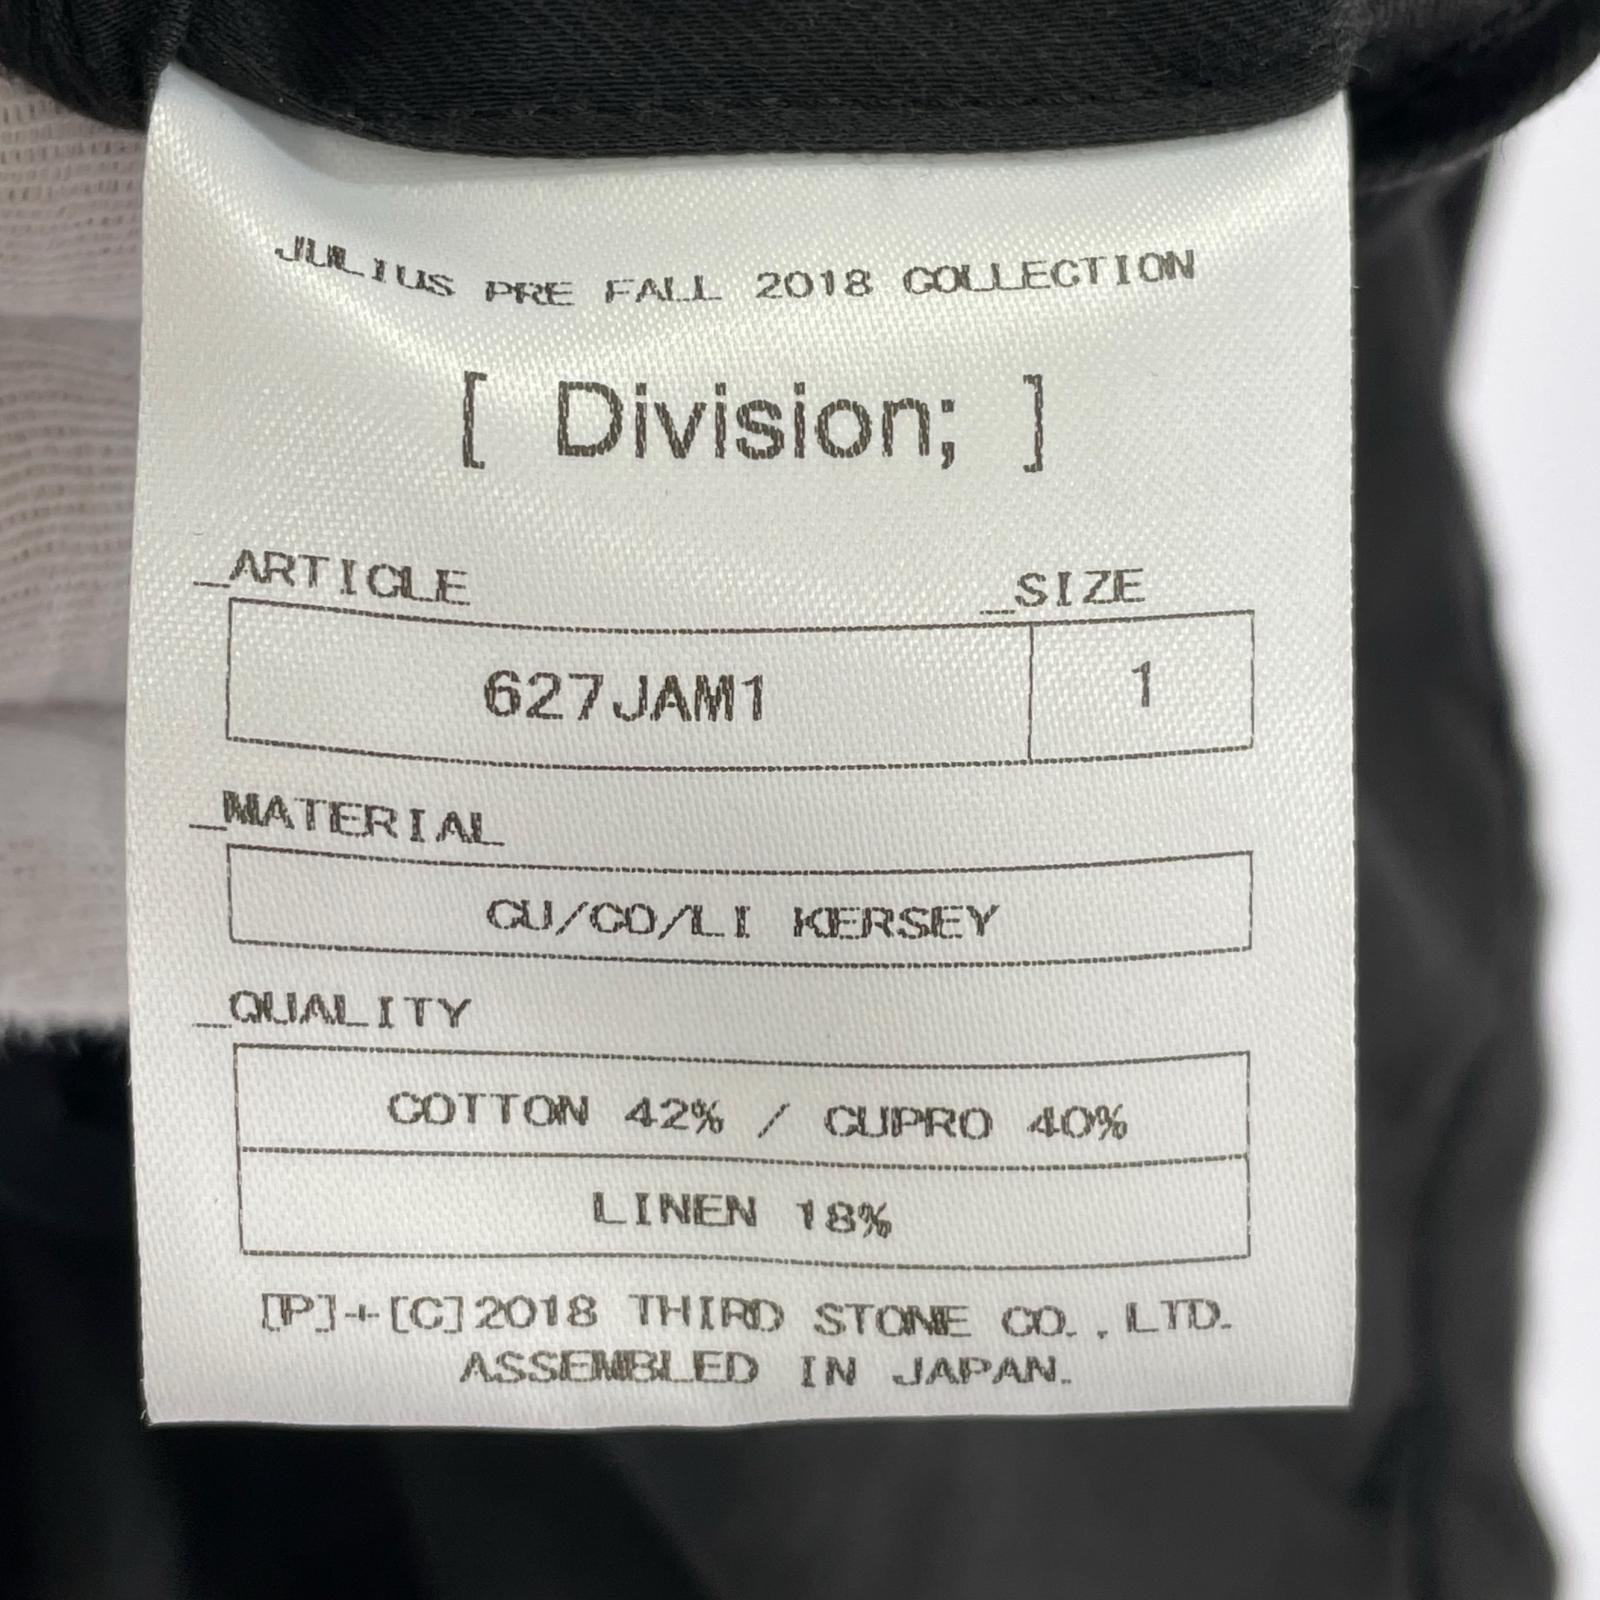 JULIUS PRE FALL 2018 COLLECTION
[ Division; ]
_ARTICLE _SIZE
627JAM1 1
_MATERIAL
CU/CO/LI KERSEY
_QUALITY
COTTON 42% / CUPRO 40%
LINEN 18%
[P]+[C]2018 THIRD STONE CO.,LTD.
ASSEMBLED IN JAPAN.